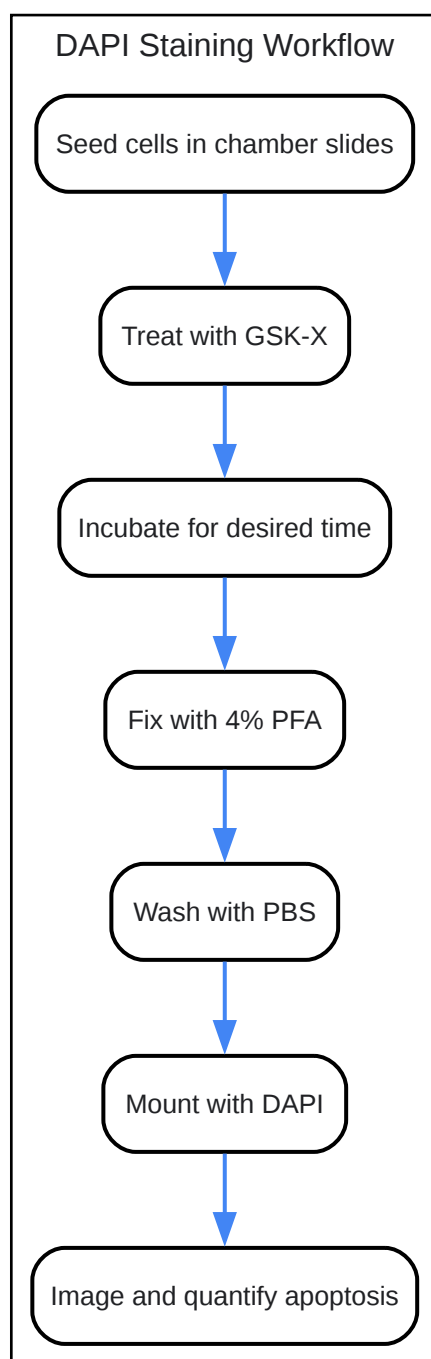 DAPI Staining Workflow
Seed cells in chamber slides
Treat with GSK-X
Incubate for desired time
Fix with 4% PFA
Wash with PBS
Mount with DAPI
Image and quantify apoptosis